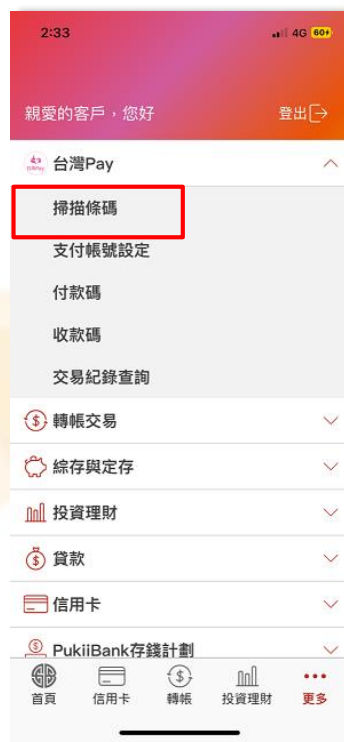 2:33
4G 60+
親愛的客戶，您好
登出
台灣Pay
掃描條碼
支付帳號設定
付款碼
收款碼
交易紀錄查詢
轉帳交易
綜存與定存
投資理財
貸款
信用卡
PukiiBank存錢計劃
首頁
信用卡
轉帳
投資理財
更多